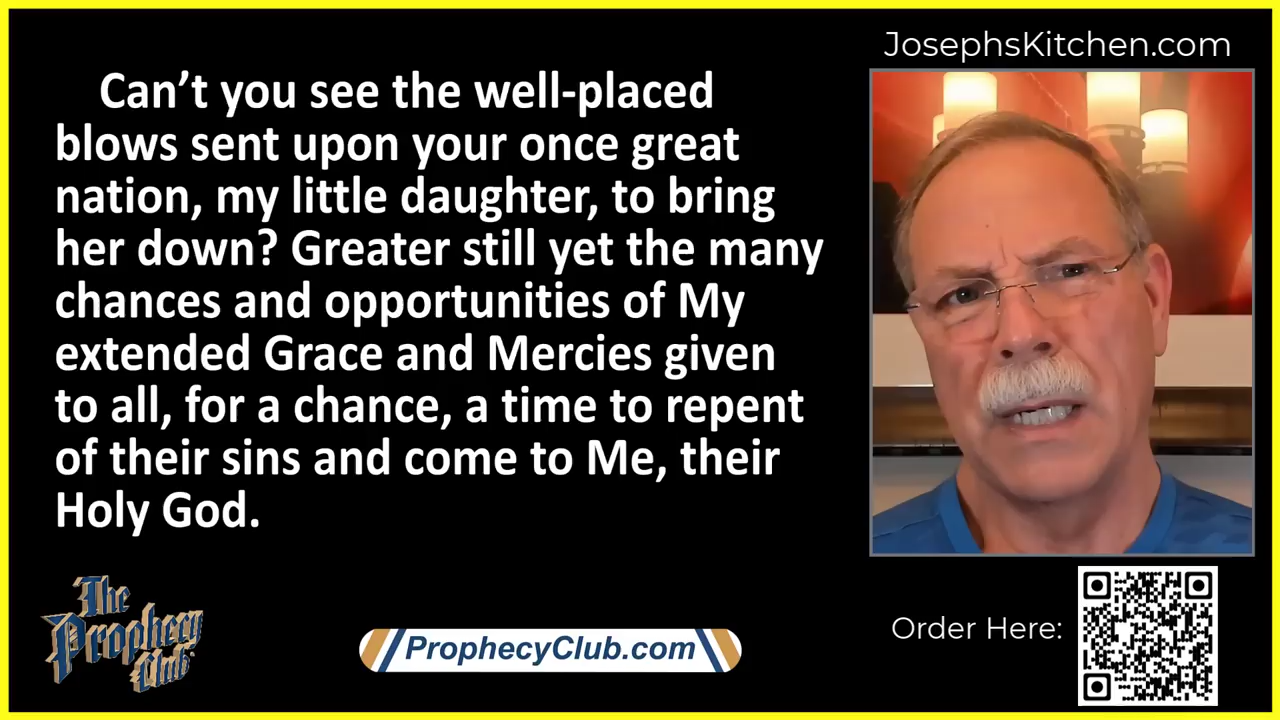 JosephsKitchen.com
Can’t you see the well-placed
blows sent upon your once great
nation, my little daughter, to bring
her down? Greater still yet the many
chances and opportunities of My
extended Grace and Mercies given
to all, for a chance, a time to repent
of their sins and come to Me, their
Holy God.
The
Prophecy
Club
ProphecyClub.com
Order Here: